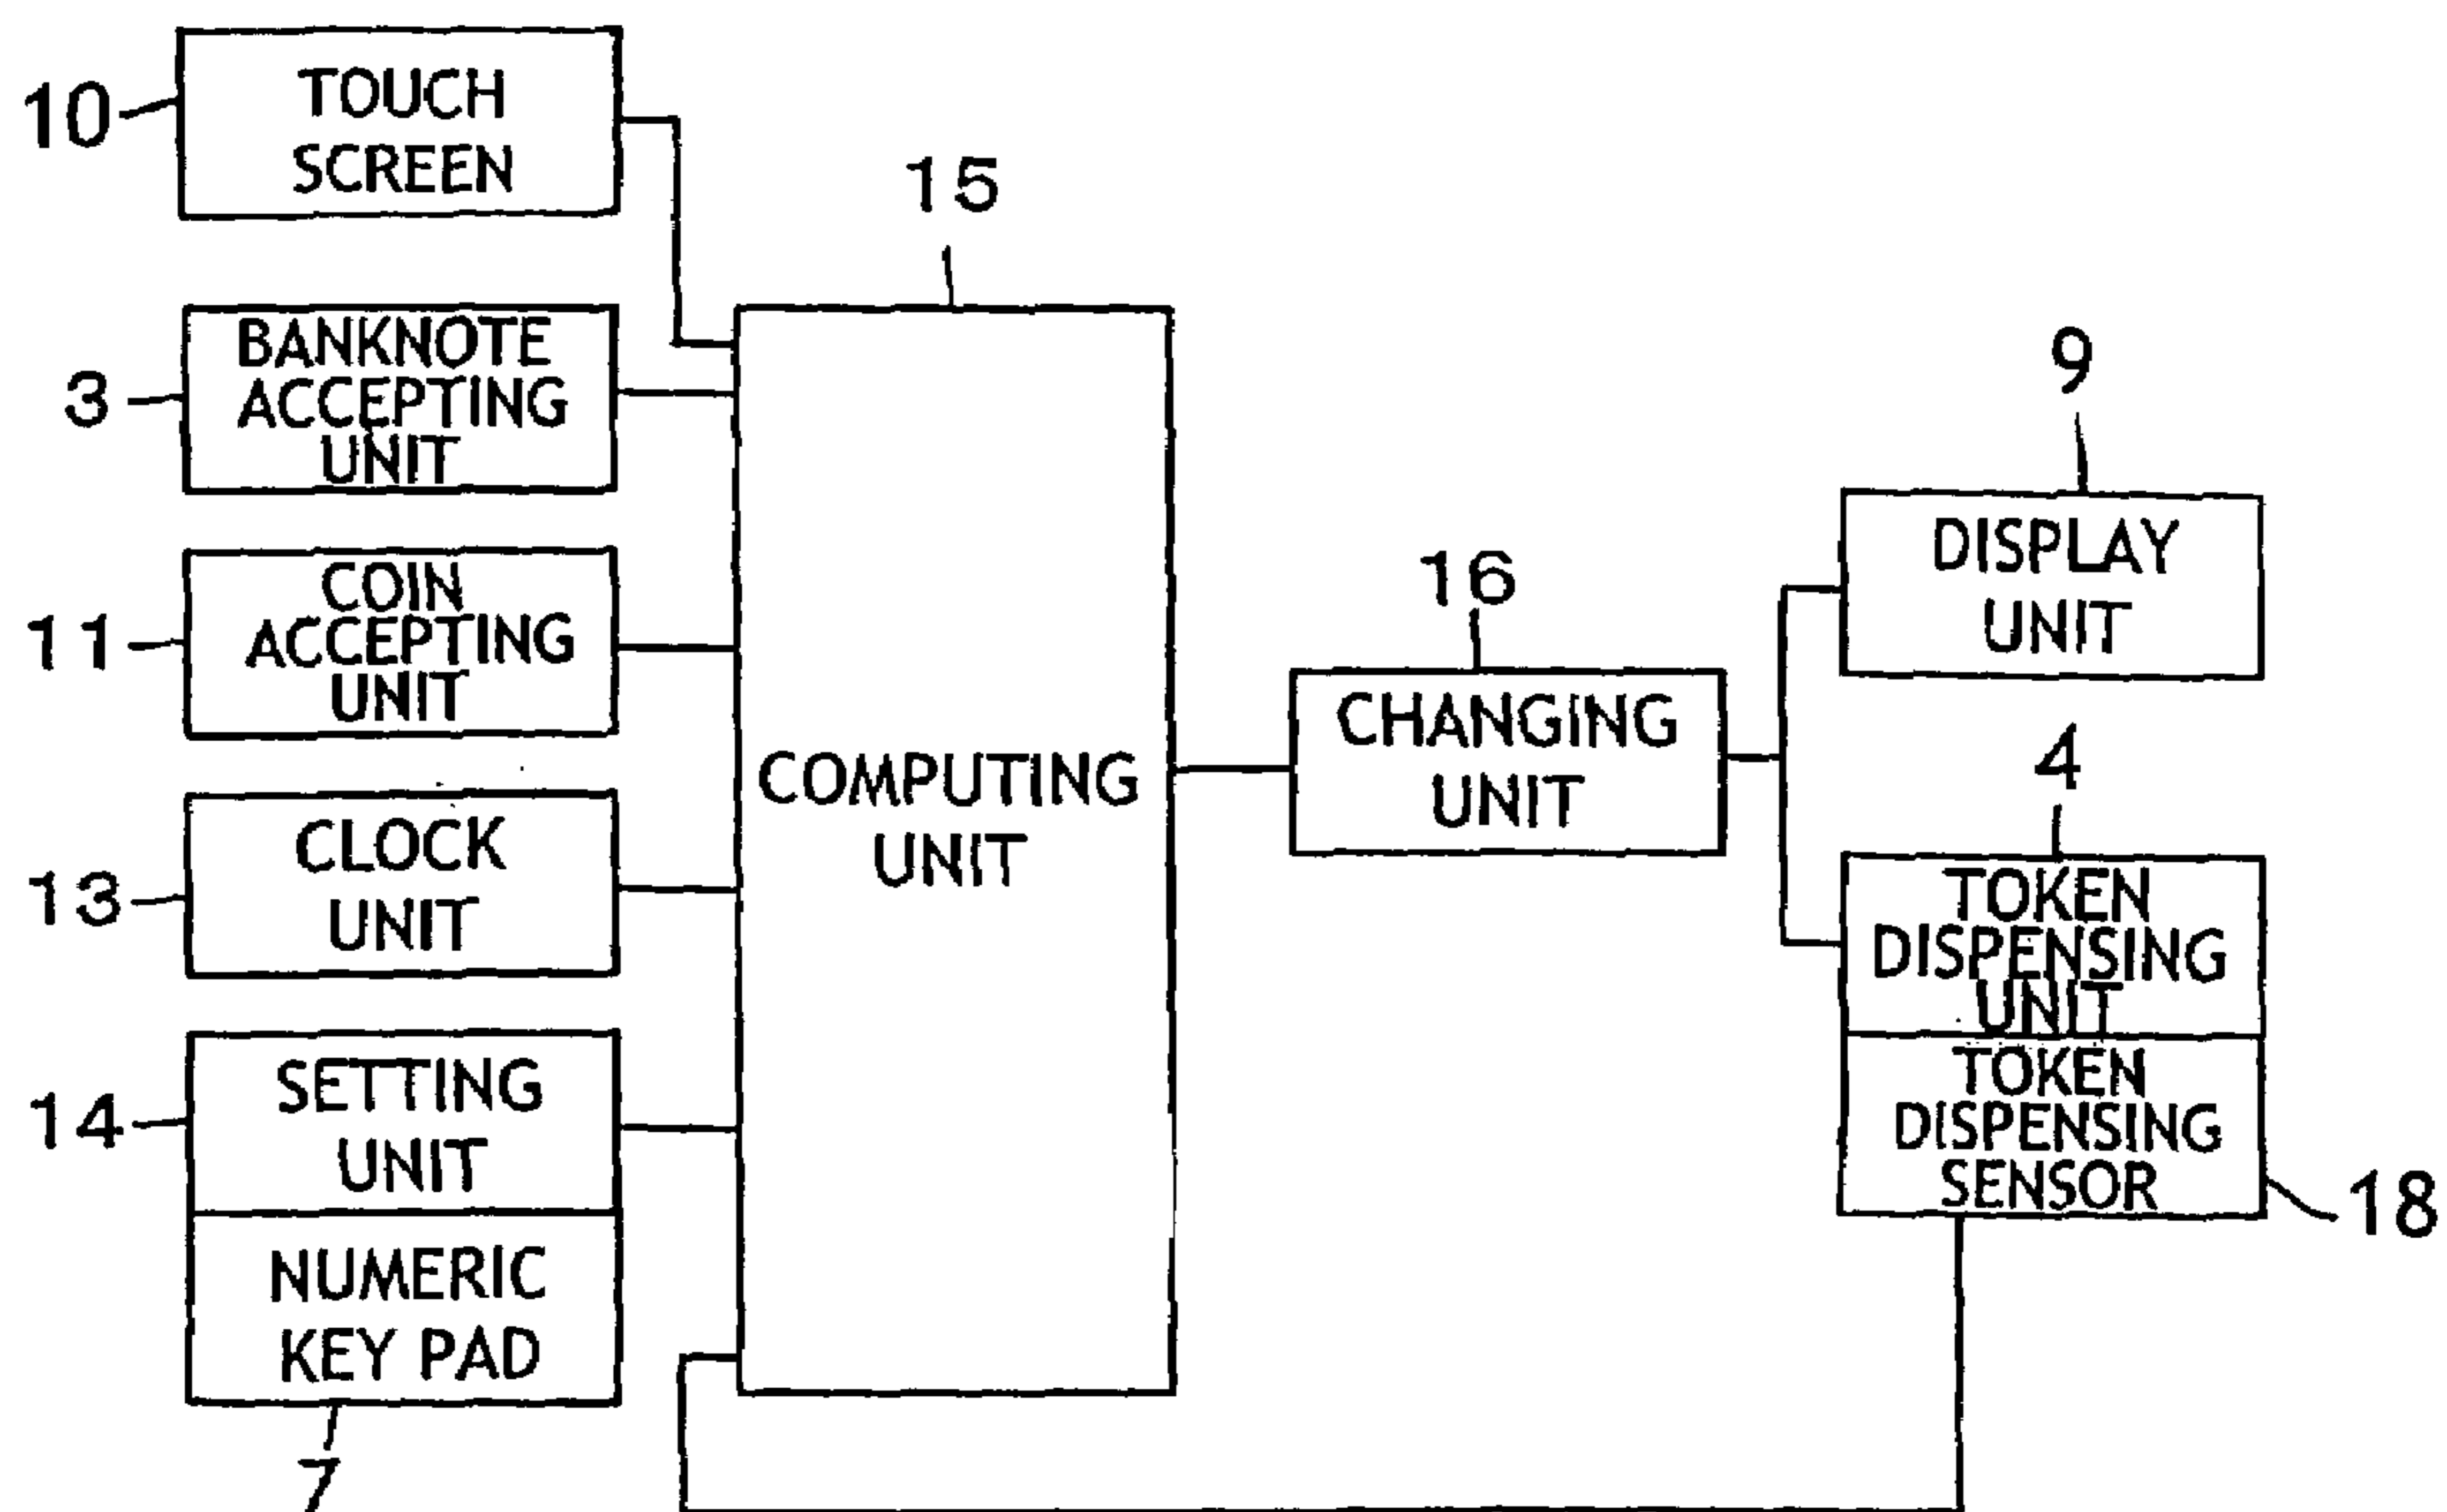 10
TOUCH
SCREEN
3
BANKNOTE
ACCEPTING
UNIT
11
COIN
ACCEPTING
UNIT
13
CLOCK
UNIT
14
SETTING
UNIT
NUMERIC
KEY PAD
7
15
COMPUTING
UNIT
16
CHANGING
UNIT
9
DISPLAY
UNIT
4
TOKEN
DISPENSING
UNIT
TOKEN
DISPENSING
SENSOR
18